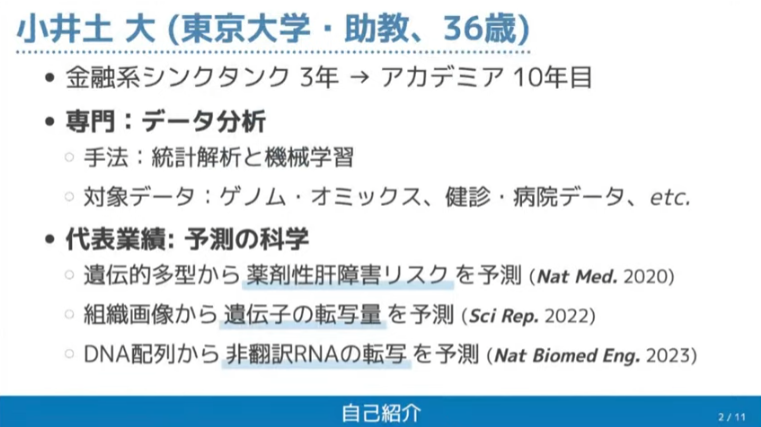 小井土 大 (東京大学・助教、36歳)
• 金融系シンクタンク 3年 → アカデミア 10年目
• 専門：データ分析
○ 手法：統計解析と機械学習
○ 対象データ：ゲノム・オミックス、健診・病院データ、etc.
• 代表業績: 予測の科学
○ 遺伝的多型から 薬剤性肝障害リスク を予測 (Nat Med. 2020)
○ 組織画像から 遺伝子の転写量 を予測 (Sci Rep. 2022)
○ DNA配列から 非翻訳RNAの転写 を予測 (Nat Biomed Eng. 2023)
自己紹介
2 / 11